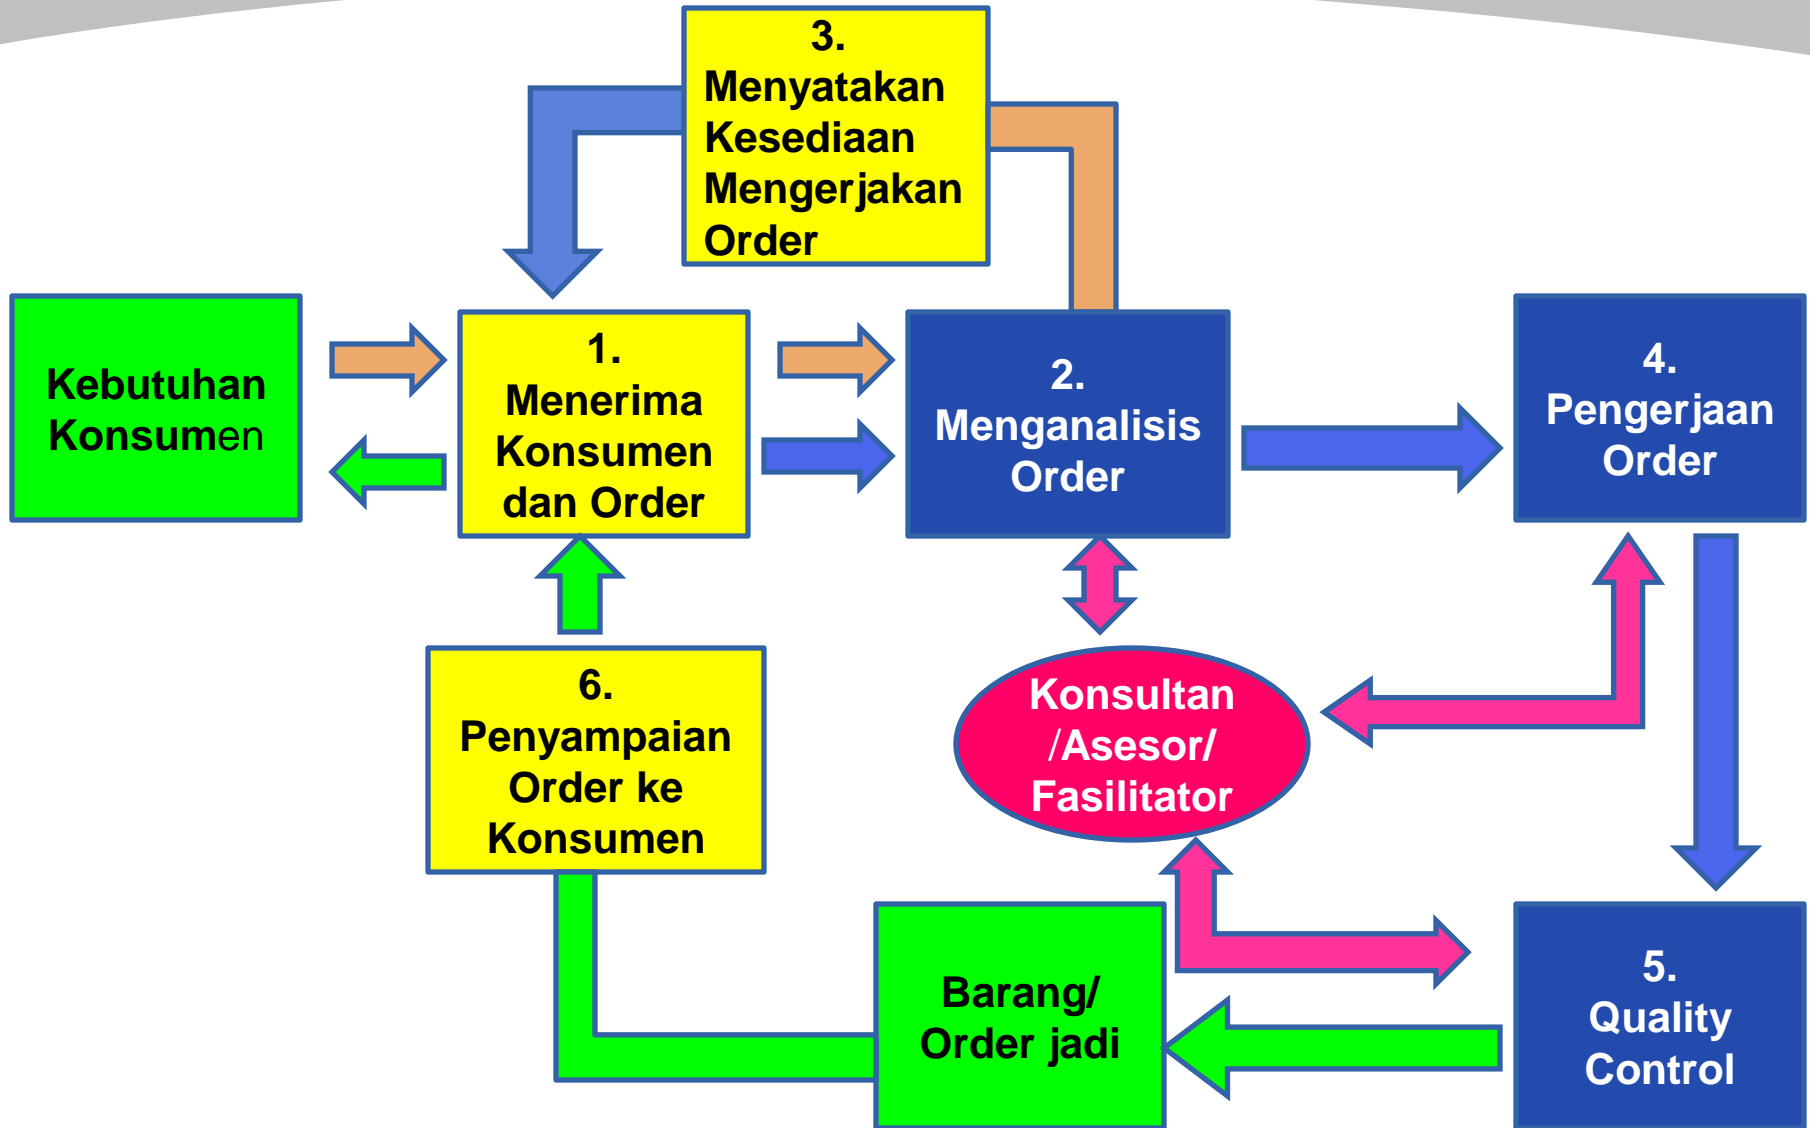 3.
Menyatakan
Kesediaan
Mengerjakan
Order
Kebutuhan
Konsumen
1.
Menerima
Konsumen
dan Order
2.
Menganalisis
Order
4.
Pengerjaan
Order
6.
Penyampaian
Order ke
Konsumen
Konsultan
/Asesor/
Fasilitator
Barang/
Order jadi
5.
Quality
Control